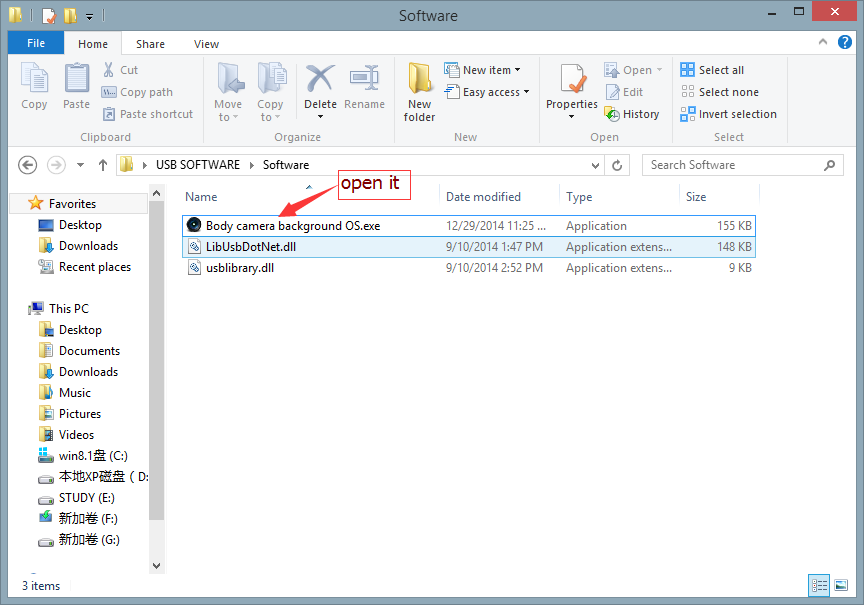 Software
File Home Share View
Copy
Paste
Cut
Copy path
Paste shortcut
Clipboard
Move to
Copy to
Delete
Rename
Organize
New folder
New item
Easy access
New
Properties
Open
Edit
History
Open
Select all
Select none
Invert selection
Select
USB SOFTWARE Software
Search Software
open it
Favorites
Desktop
Downloads
Recent places
This PC
Desktop
Documents
Downloads
Music
Pictures
Videos
win8.1盘 (C:)
本地XP磁盘 ( D:
STUDY (E:)
新加卷 (F:)
新加卷 (G:)
Name Date modified Type Size
Body camera background OS.exe 12/29/2014 11:25 ... Application 155 KB
LibUsbDotNet.dll 9/10/2014 1:47 PM Application extens... 148 KB
usblibrary.dll 9/10/2014 2:52 PM Application extens... 9 KB
3 items